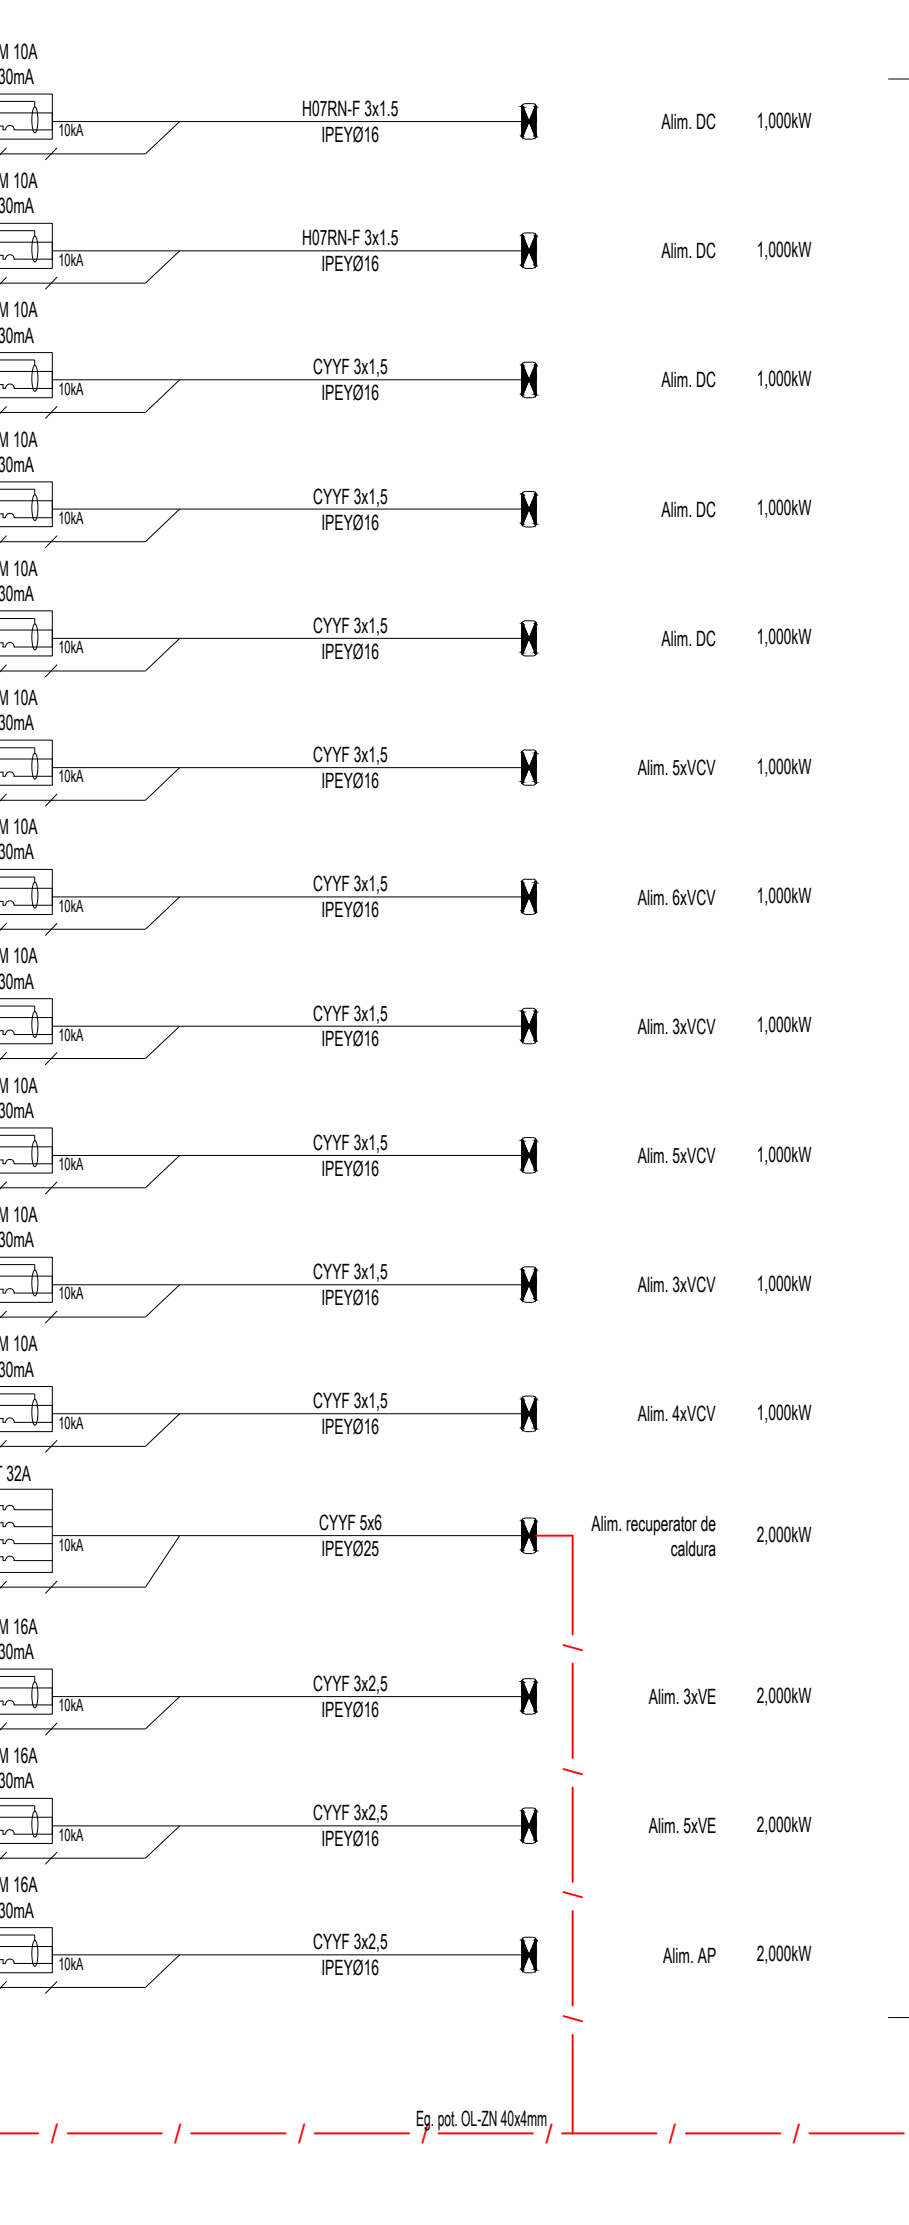 M 10A
30mA
H07RN-F 3x1.5
10kA
IPEYØ16
Alim. DC
1,000kW
M 10A
30mA
H07RN-F 3x1.5
10kA
IPEYØ16
Alim. DC
1,000kW
M 10A
30mA
CYYF 3x1,5
10kA
IPEYØ16
Alim. DC
1,000kW
M 10A
30mA
CYYF 3x1,5
10kA
IPEYØ16
Alim. DC
1,000kW
M 10A
30mA
CYYF 3x1,5
10kA
IPEYØ16
Alim. DC
1,000kW
M 10A
30mA
CYYF 3x1,5
10kA
IPEYØ16
Alim. 5xVCV
1,000kW
M 10A
30mA
CYYF 3x1,5
10kA
IPEYØ16
Alim. 6xVCV
1,000kW
M 10A
30mA
CYYF 3x1,5
10kA
IPEYØ16
Alim. 3xVCV
1,000kW
M 10A
30mA
CYYF 3x1,5
10kA
IPEYØ16
Alim. 5xVCV
1,000kW
M 10A
30mA
CYYF 3x1,5
10kA
IPEYØ16
Alim. 3xVCV
1,000kW
M 10A
30mA
CYYF 3x1,5
10kA
IPEYØ16
Alim. 4xVCV
1,000kW
T 32A
CYYF 5x6
10kA
IPEYØ25
Alim. recuperator de
caldura
2,000kW
M 16A
30mA
CYYF 3x2,5
10kA
IPEYØ16
Alim. 3xVE
2,000kW
M 16A
30mA
CYYF 3x2,5
10kA
IPEYØ16
Alim. 5xVE
2,000kW
M 16A
30mA
CYYF 3x2,5
10kA
IPEYØ16
Alim. AP
2,000kW
Eg. pot. OL-ZN 40x4mm